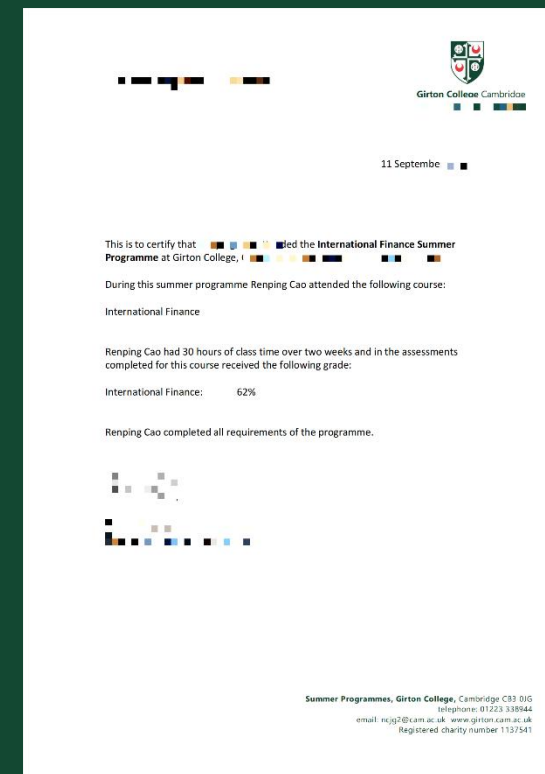 Girton College Cambridge
11 Septembe
This is to certify that ded the International Finance Summer
Programme at Girton College,
During this summer programme Renping Cao attended the following course:
International Finance
Renping Cao had 30 hours of class time over two weeks and in the assessments
completed for this course received the following grade:
International Finance: 62%
Renping Cao completed all requirements of the programme.
Summer Programmes, Girton College, Cambridge CB3 0JG
telephone: 01223 338944
email: ncjg2@cam.ac.uk www.girton.cam.ac.uk
Registered charity number 1137541